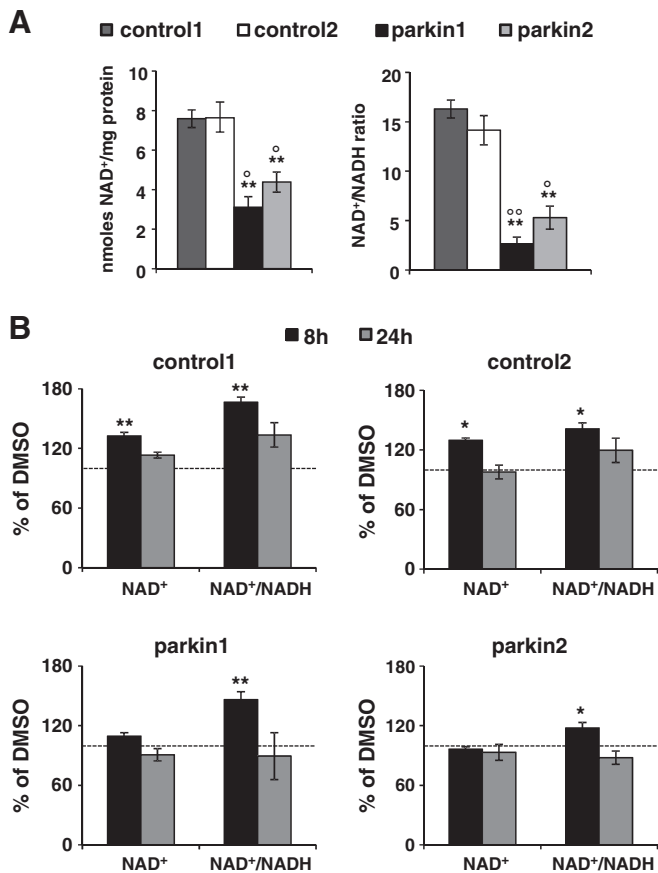 A
control1 control2 parkin1 parkin2
nmoles NAD⁺/mg protein
10
8
6
4
2
0
°
**
°
**
NAD⁺/NADH ratio
20
15
10
5
0
°°
**
°
**
B
8h 24h
control1
% of DMSO
180
120
60
0
**
**
NAD⁺ NAD⁺/NADH
control2
% of DMSO
180
120
60
0
*
*
NAD⁺ NAD⁺/NADH
parkin1
% of DMSO
180
120
60
0
**
NAD⁺ NAD⁺/NADH
parkin2
% of DMSO
180
120
60
0
*
NAD⁺ NAD⁺/NADH